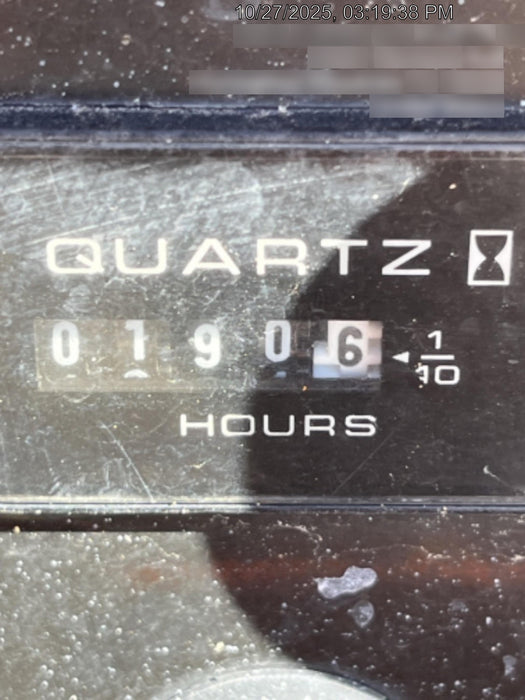 10/27/2025, 03:19:38 PM
QUARTZ
01906 1/10
HOURS